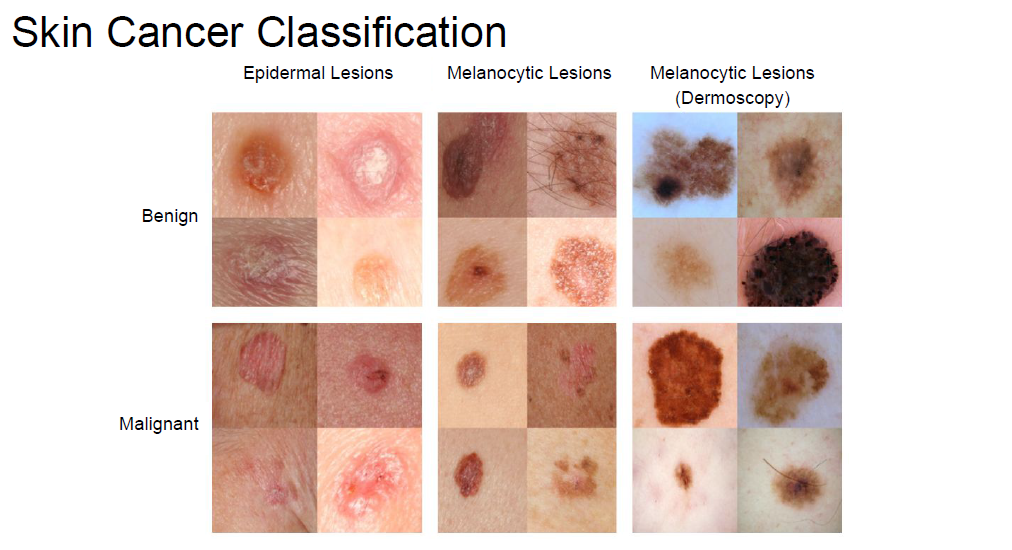 Skin Cancer Classification
Epidermal Lesions
Melanocytic Lesions
Melanocytic Lesions
(Dermoscopy)
Benign
Malignant